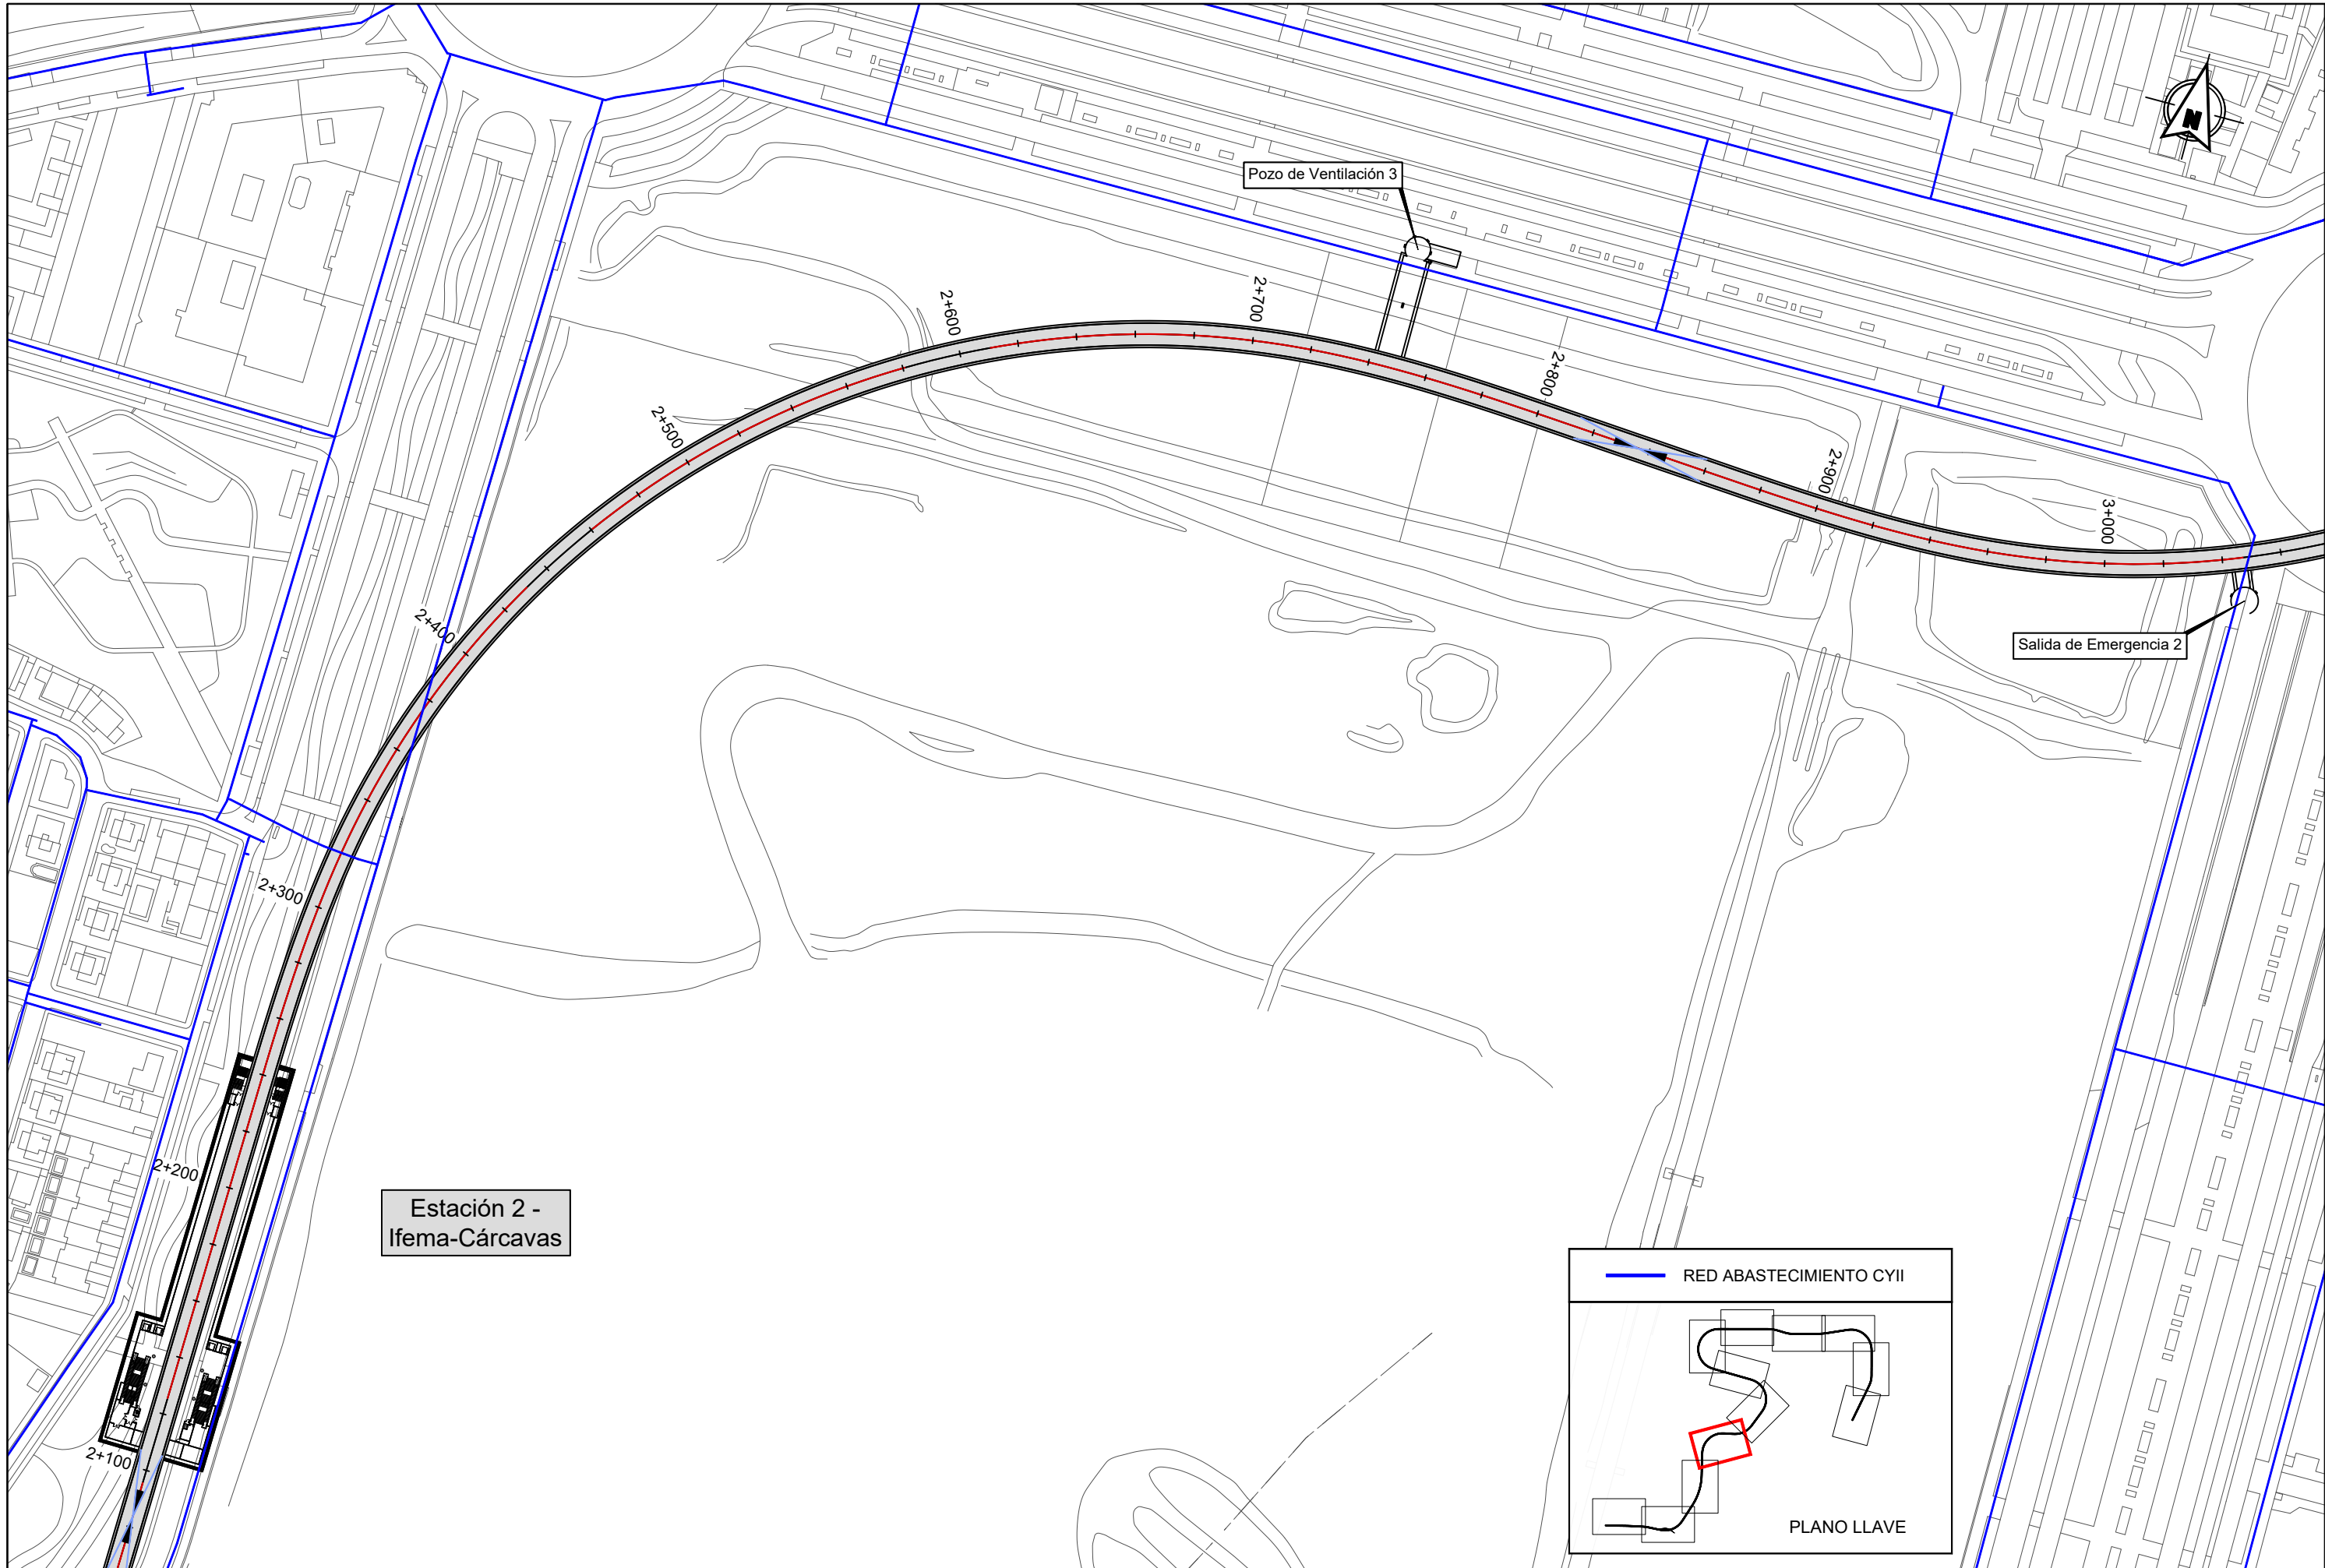 N
Pozo de Ventilación 3
2+600
2+700
2+800
2+500
2+900
3+000
2+400
Salida de Emergencia 2
2+300
2+200
Estación 2 -
Ifema-Cárcavas
RED ABASTECIMIENTO CYII
2+100
PLANO LLAVE